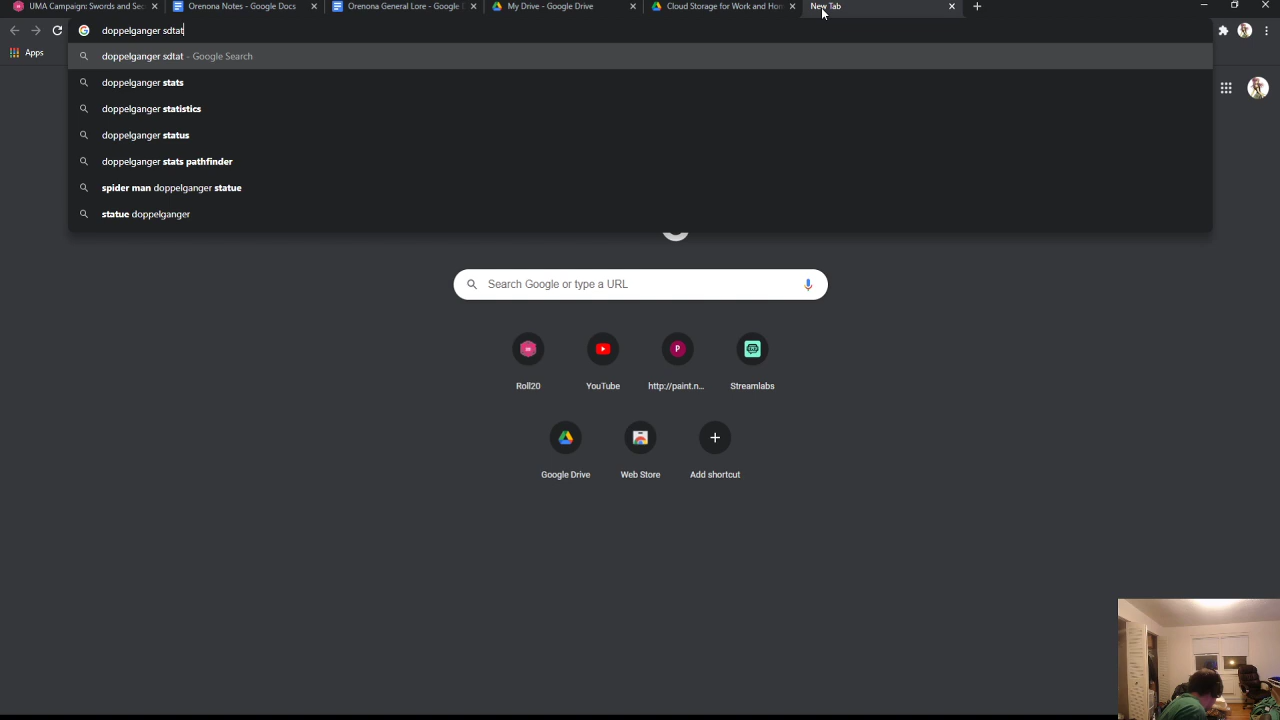 UMA Campaign: Swords and Sec
Orenona Notes - Google Docs
Orenona General Lore - Google
My Drive - Google Drive
Cloud Storage for Work and Hom
New Tab
doppelganger sdtat
Apps
doppelganger sdtat - Google Search
doppelganger stats
doppelganger statistics
doppelganger status
doppelganger stats pathfinder
spider man doppelganger statue
statue doppelganger
Search Google or type a URL
Roll20
YouTube
http://paint.n...
Streamlabs
Google Drive
Web Store
Add shortcut